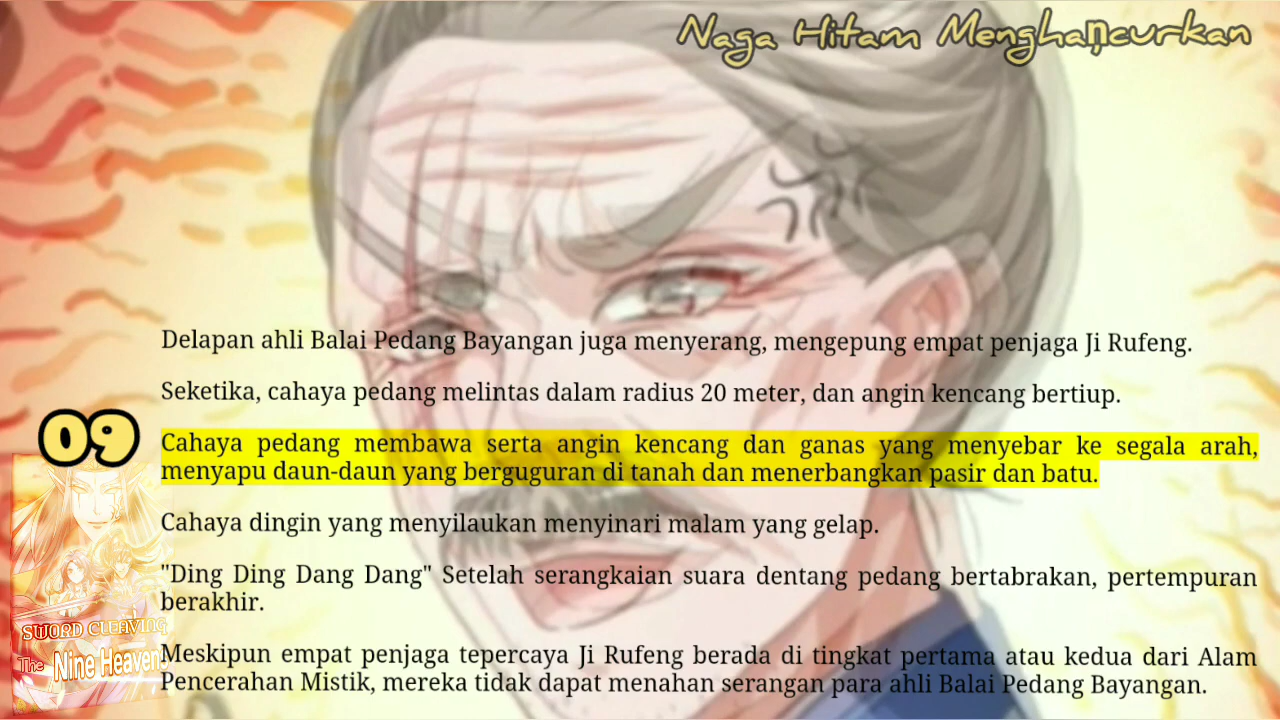 Naga Hitam Menghaṇcurkan
Delapan ahli Balai Pedang Bayangan juga menyerang, mengepung empat penjaga Ji Rufeng.
Seketika, cahaya pedang melintas dalam radius 20 meter, dan angin kencang bertiup.
09
Cahaya pedang membawa serta angin kencang dan ganas yang menyebar ke segala arah,
menyapu daun-daun yang berguguran di tanah dan menerbangkan pasir dan batu.
Cahaya dingin yang menyilaukan menyinari malam yang gelap.
"Ding Ding Dang Dang" Setelah serangkaian suara dentang pedang bertabrakan, pertempuran
berakhir.
SWORD CLEAVING
The Nine Heavens
Meskipun empat penjaga tepercaya Ji Rufeng berada di tingkat pertama atau kedua dari Alam
Pencerahan Mistik, mereka tidak dapat menahan serangan para ahli Balai Pedang Bayangan.